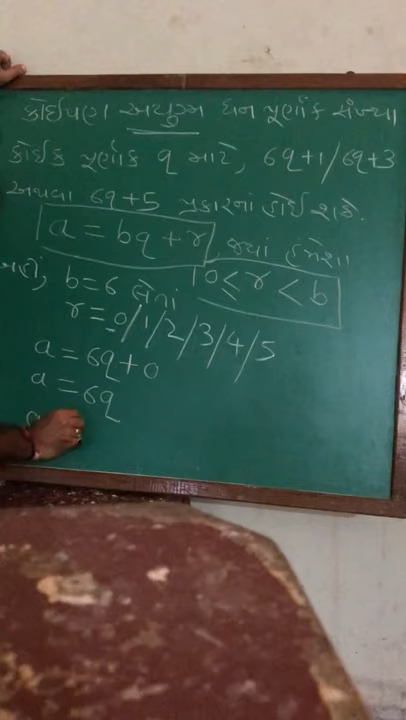 કોઈપણ અયુગ્મ ધન પૂર્ણાંક સંખ્યા
કોઈક પૂર્ણાંક q માટે, 6q+1/6q+3
અથવા 6q+5 પ્રકારનાં હોઈ શકે.
a = bq + r, જ્યાં હંમેશા
0 ≤ r < b
અહીં, b=6 લેતાં
r = 0/1/2/3/4/5
a = 6q+0
a = 6q